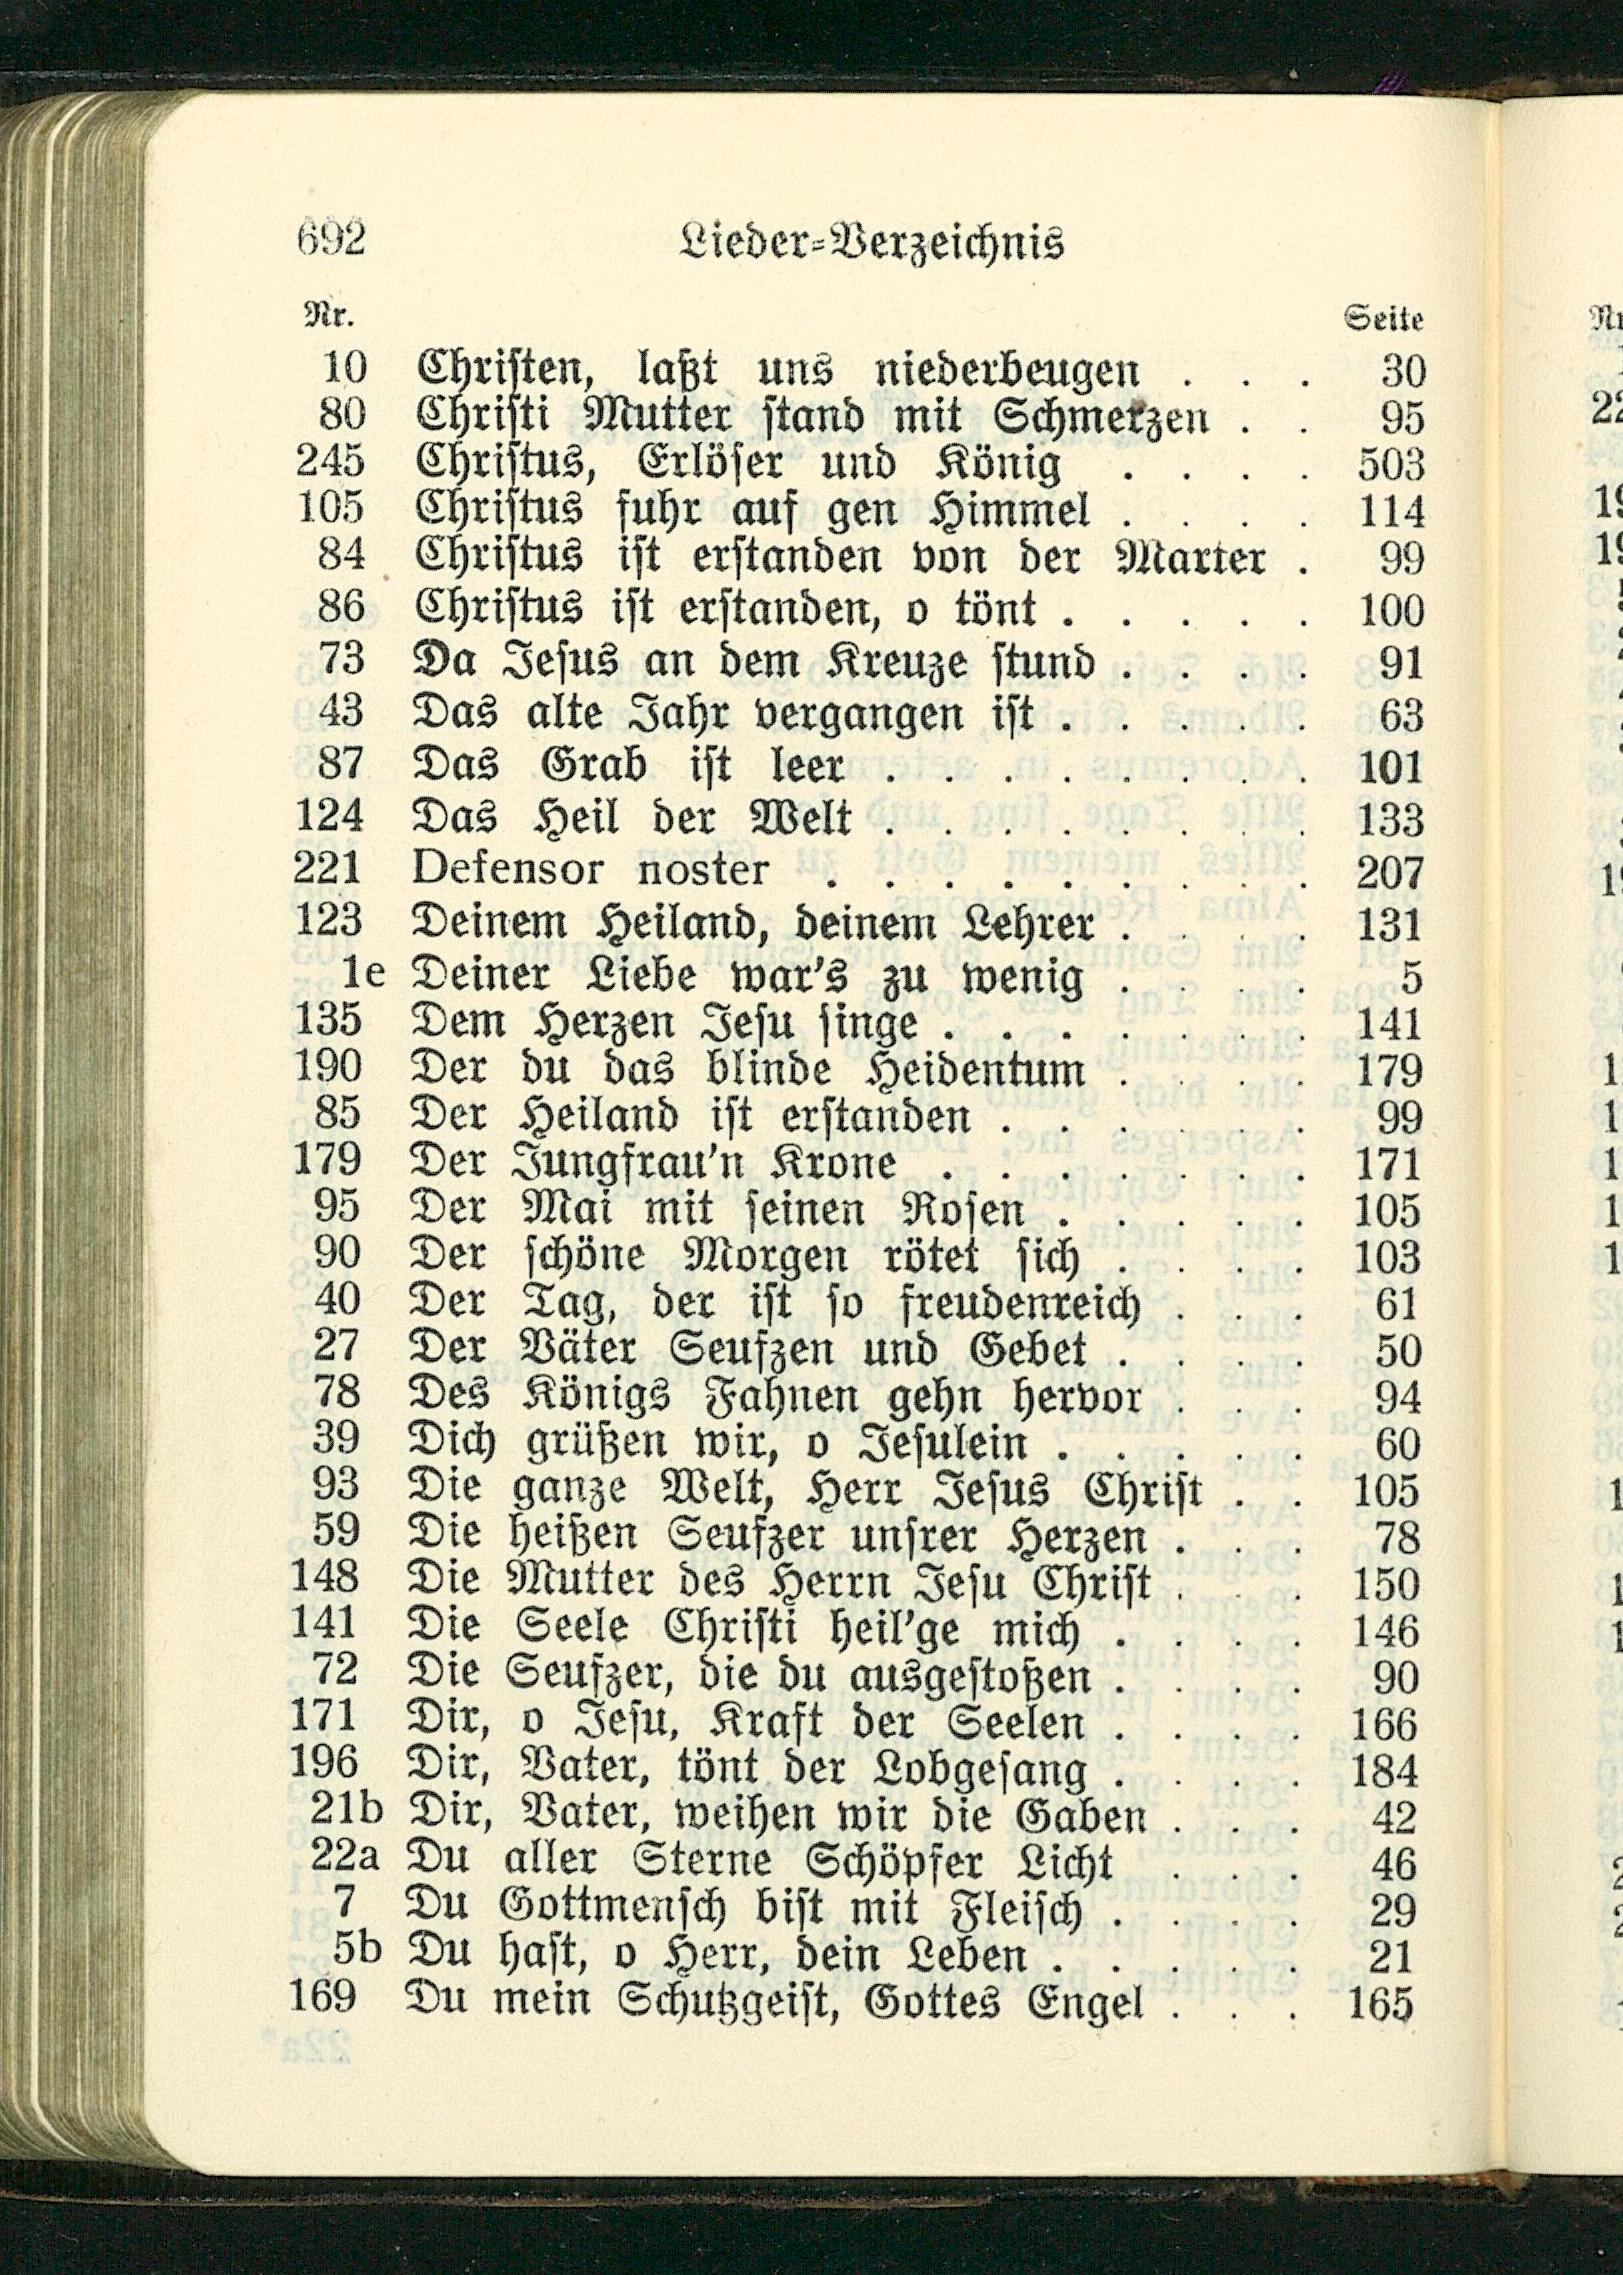 692 Lieder-Verzeichnis
Nr. Seite
10 Christen, laßt uns niederbeugen . . . 30
80 Christi Mutter stand mit Schmerzen . . 95
245 Christus, Erlöser und König . . . . 503
105 Christus fuhr auf gen Himmel . . . . 114
84 Christus ist erstanden von der Marter . 99
86 Christus ist erstanden, o tönt . . . . . 100
73 Da Jesus an dem Kreuze stund . . . . 91
43 Das alte Jahr vergangen ist . . . . . 63
87 Das Grab ist leer . . . . . . . . 101
124 Das Heil der Welt . . . . . . . . 133
221 Defensor noster . . . . . . . . . 207
123 Deinem Heiland, deinem Lehrer . . . . 131
1e Deiner Liebe war's zu wenig . . . . 5
135 Dem Herzen Jesu singe . . . . . . . 141
190 Der du das blinde Heidentum . . . . 179
85 Der Heiland ist erstanden . . . . . . 99
179 Der Jungfrau'n Krone . . . . . . . 171
95 Der Mai mit seinen Rosen . . . . . 105
90 Der schöne Morgen rötet sich . . . . 103
40 Der Tag, der ist so freudenreich . . . 61
27 Der Väter Seufzen und Gebet . . . . 50
78 Des Königs Fahnen gehn hervor . . . 94
39 Dich grüßen wir, o Jesulein . . . . . 60
93 Die ganze Welt, Herr Jesus Christ . . 105
59 Die heißen Seufzer unsrer Herzen . . . 78
148 Die Mutter des Herrn Jesu Christ . . . 150
141 Die Seele Christi heil'ge mich . . . . 146
72 Die Seufzer, die du ausgestoßen . . . . 90
171 Dir, o Jesu, Kraft der Seelen . . . . 166
196 Dir, Vater, tönt der Lobgesang . . . . 184
21b Dir, Vater, weihen wir die Gaben . . . 42
22a Du aller Sterne Schöpfer Licht . . . 46
7 Du Gottmensch bist mit Fleisch . . . . 29
5b Du hast, o Herr, dein Leben . . . . . 21
169 Du mein Schutzgeist, Gottes Engel . . . 165